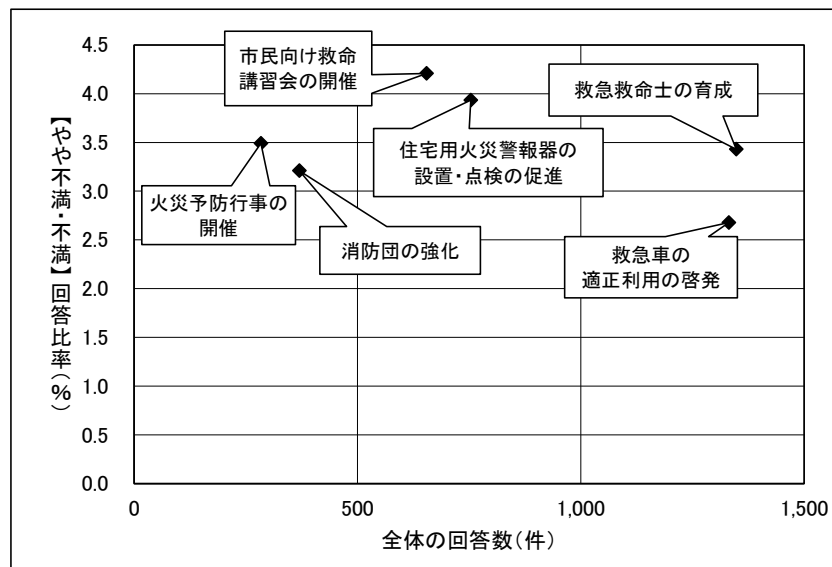 【やや不満・不満】回答比率(%)
4.5
4.0
3.5
3.0
2.5
2.0
1.5
1.0
0.5
0.0
市民向け救命
講習会の開催
救急救命士の育成
住宅用火災警報器の
設置・点検の促進
火災予防行事の
開催
消防団の強化
救急車の
適正利用の啓発
0
500
1,000
1,500
全体の回答数(件)